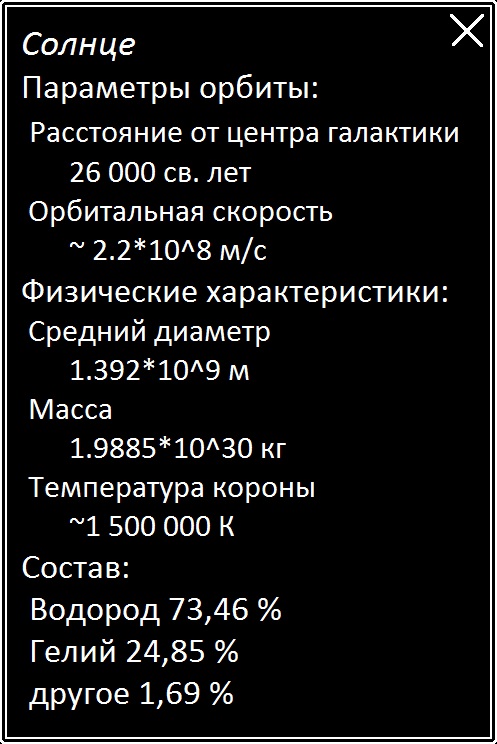 Солнце
Параметры орбиты:
Расстояние от центра галактики
26 000 св. лет
Орбитальная скорость
~ 2.2*10^8 м/с
Физические характеристики:
Средний диаметр
1.392*10^9 м
Масса
1.9885*10^30 кг
Температура короны
~1 500 000 К
Состав:
Водород 73,46 %
Гелий 24,85 %
другое 1,69 %